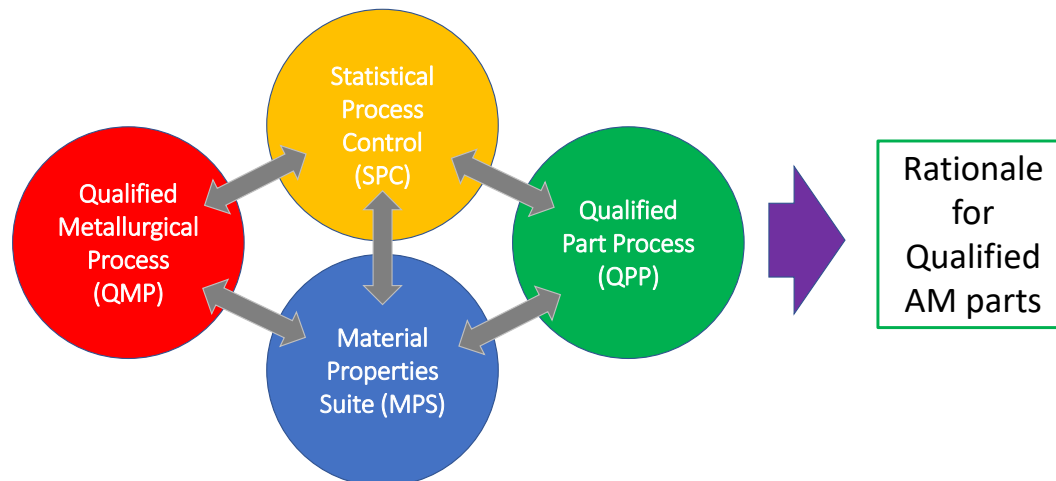 Statistical
Process
Control
(SPC)
Qualified
Metallurgical
Process
(QMP)
Qualified
Part Process
(QPP)
Material
Properties
Suite (MPS)
Rationale
for
Qualified
AM parts